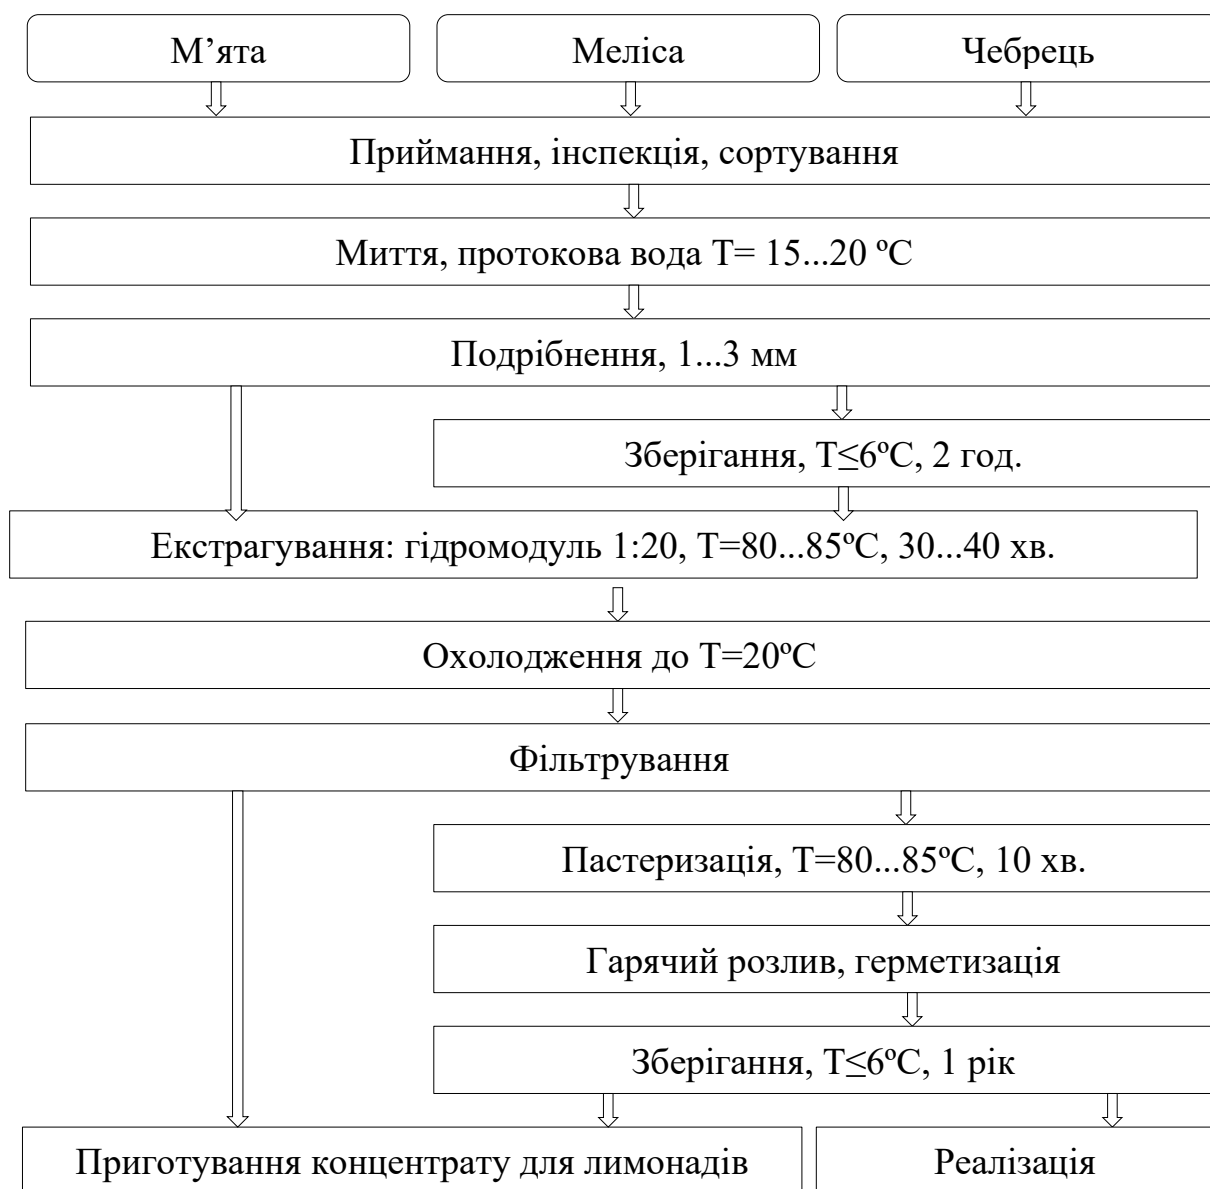 М’ята
Меліса
Чебрець
Приймання, інспекція, сортування
Миття, протокова вода Т= 15...20 ºС
Подрібнення, 1...3 мм
Зберігання, Т≤6ºС, 2 год.
Екстрагування: гідромодуль 1:20, Т=80...85ºС, 30...40 хв.
Охолодження до Т=20ºС
Фільтрування
Пастеризація, Т=80...85ºС, 10 хв.
Гарячий розлив, герметизація
Зберігання, Т≤6ºС, 1 рік
Приготування концентрату для лимонадів
Реалізація